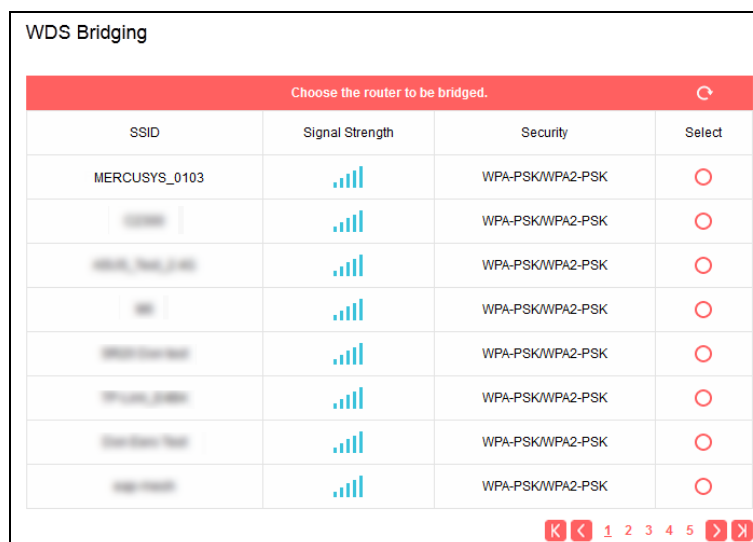 WDS Bridging
Choose the router to be bridged.
SSID Signal Strength Security Select
MERCUSYS_0103 WPA-PSK/WPA2-PSK
WPA-PSK/WPA2-PSK
WPA-PSK/WPA2-PSK
WPA-PSK/WPA2-PSK
WPA-PSK/WPA2-PSK
WPA-PSK/WPA2-PSK
WPA-PSK/WPA2-PSK
WPA-PSK/WPA2-PSK
1 2 3 4 5